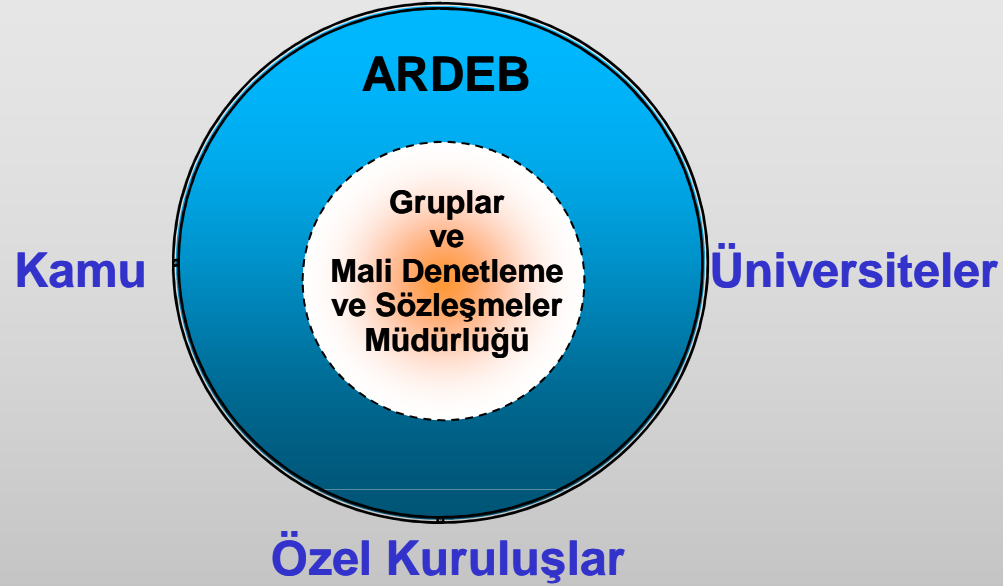 ARDEB
Gruplar
ve
Mali Denetleme
ve Sözleşmeler
Müdürlüğü
Kamu
Üniversiteler
Özel Kuruluşlar